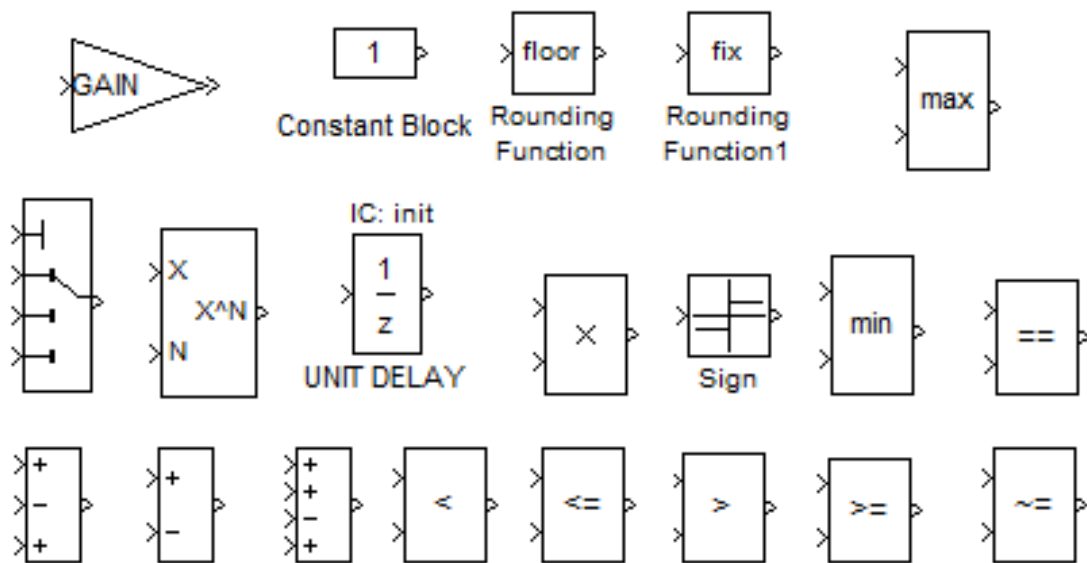 GAIN
1
Constant Block
floor
Rounding
Function
fix
Rounding
Function1
max
X
N
X^N
IC: init
1
z
UNIT DELAY
×
Sign
min
==
+
−
+
+
−
+
+
−
+
<
<=
>
>=
~=